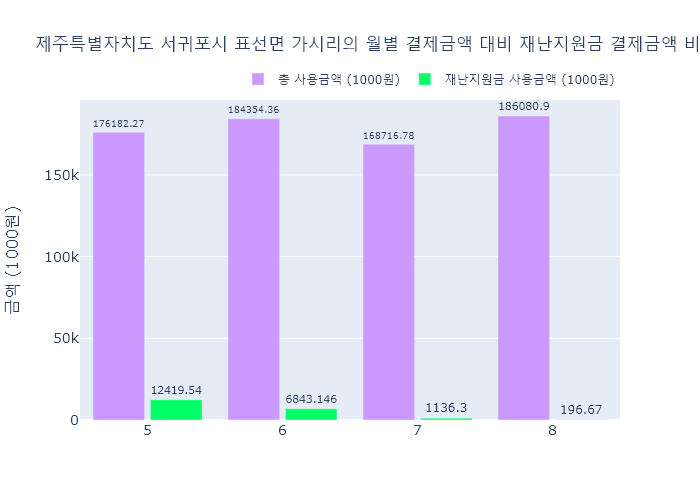 제주특별자치도 서귀포시 표선면 가시리의 월별 결제금액 대비 재난지원금 결제금액 비
총 사용금액 (1000원)
재난지원금 사용금액 (1000원)
금액 (1000원)
150k
100k
50k
0
176182.27
184354.36
168716.78
186080.9
12419.54
6843.146
1136.3
196.67
5
6
7
8